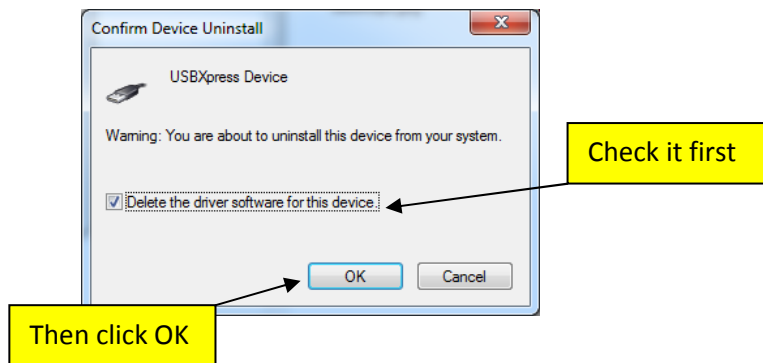 Confirm Device Uninstall
USBXpress Device
Warning: You are about to uninstall this device from your system.
Check it first
Delete the driver software for this device.
OK Cancel
Then click OK